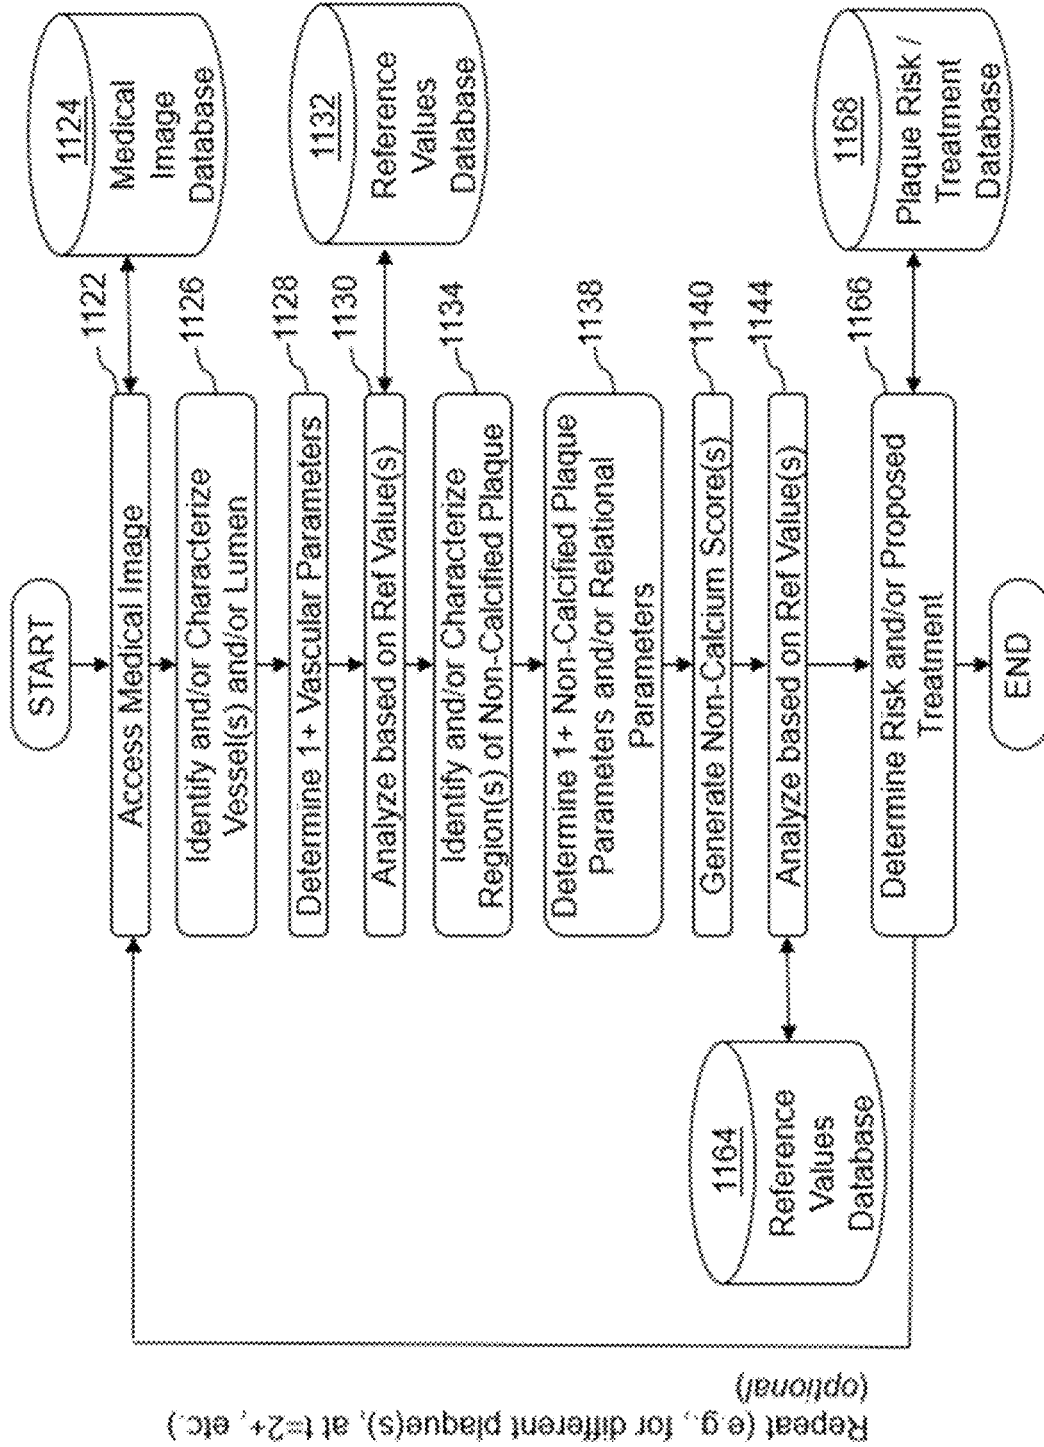 START
1122
Access Medical Image
1124
Medical
Image
Database
1126
Identify and/or Characterize
Vessel(s) and/or Lumen
1128
Determine 1+ Vascular Parameters
1130
Analyze based on Ref Value(s)
1132
Reference
Values
Database
1134
Identify and/or Characterize
Region(s) of Non-Calcified Plaque
1138
Determine 1+ Non-Calcified Plaque
Parameters and/or Relational
Parameters
1140
Generate Non-Calcium Score(s)
1144
Analyze based on Ref Value(s)
1164
Reference
Values
Database
1166
Determine Risk and/or Proposed
Treatment
1168
Plaque Risk /
Treatment
Database
END
Repeat (e.g., for different plaque(s), at t=2+, etc.)
(optional)